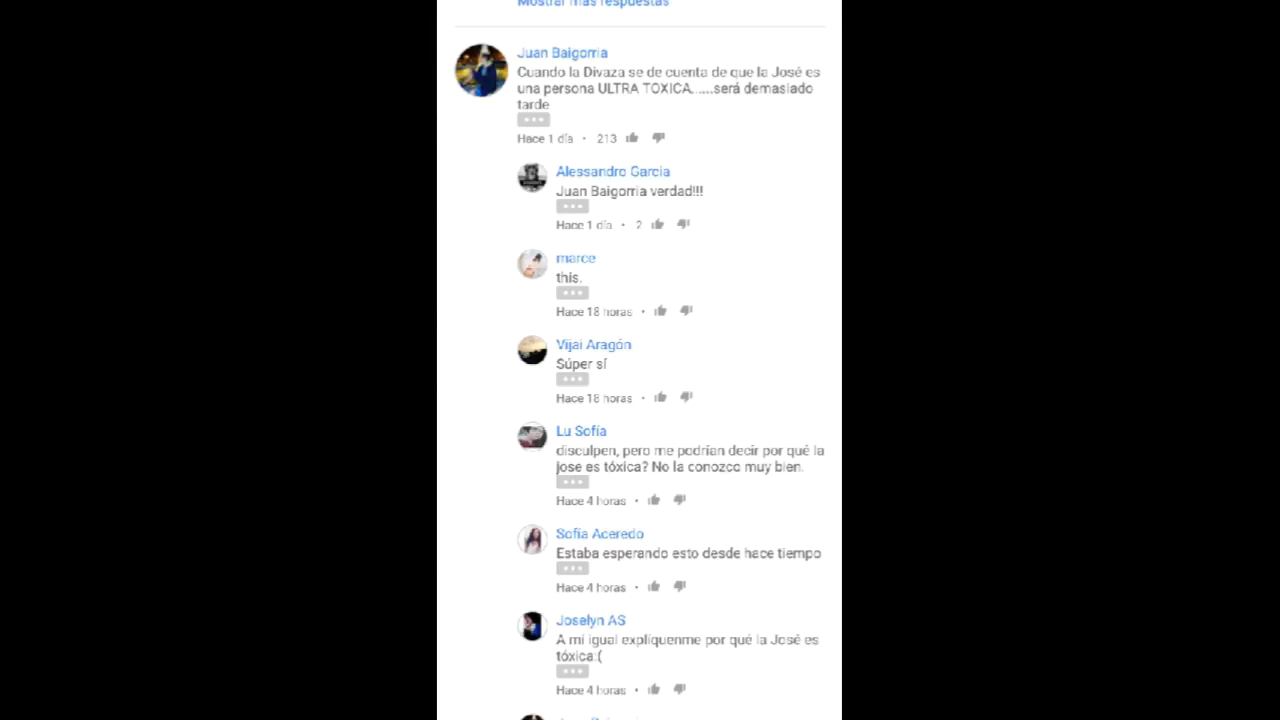 Mostrar más respuestas
Juan Baigorria
Cuando la Divaza se de cuenta de que la José es
una persona ULTRA TOXICA......será demasiado
tarde
Hace 1 día • 213
Alessandro Garcia
Juan Baigorria verdad!!!
Hace 1 día • 2
marce
this.
Hace 18 horas •
Vijai Aragón
Súper sí
Hace 18 horas •
Lu Sofía
disculpen, pero me podrían decir por qué la
jose es tóxica? No la conozco muy bien.
Hace 4 horas •
Sofía Aceredo
Estaba esperando esto desde hace tiempo
Hace 4 horas •
Joselyn AS
A mí igual explíquenme por qué la José es
tóxica:(
Hace 4 horas •